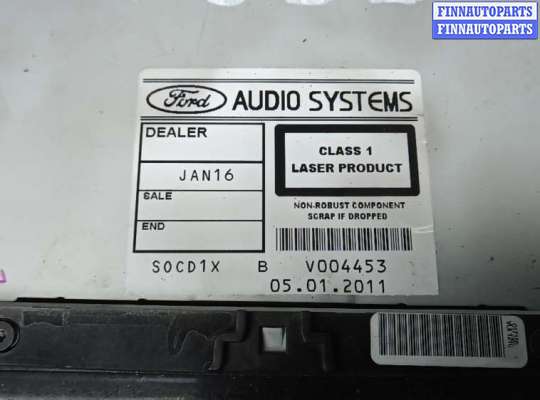 FINNAUTOPARTS
FINNAUTOPARTS
Ford AUDIO SYSTEMS
DEALER
JAN16
SALE
END
CLASS 1
LASER PRODUCT
NON-ROBUST COMPONENT
SCRAP IF DROPPED
SOCD1X B V004453
05.01.2011